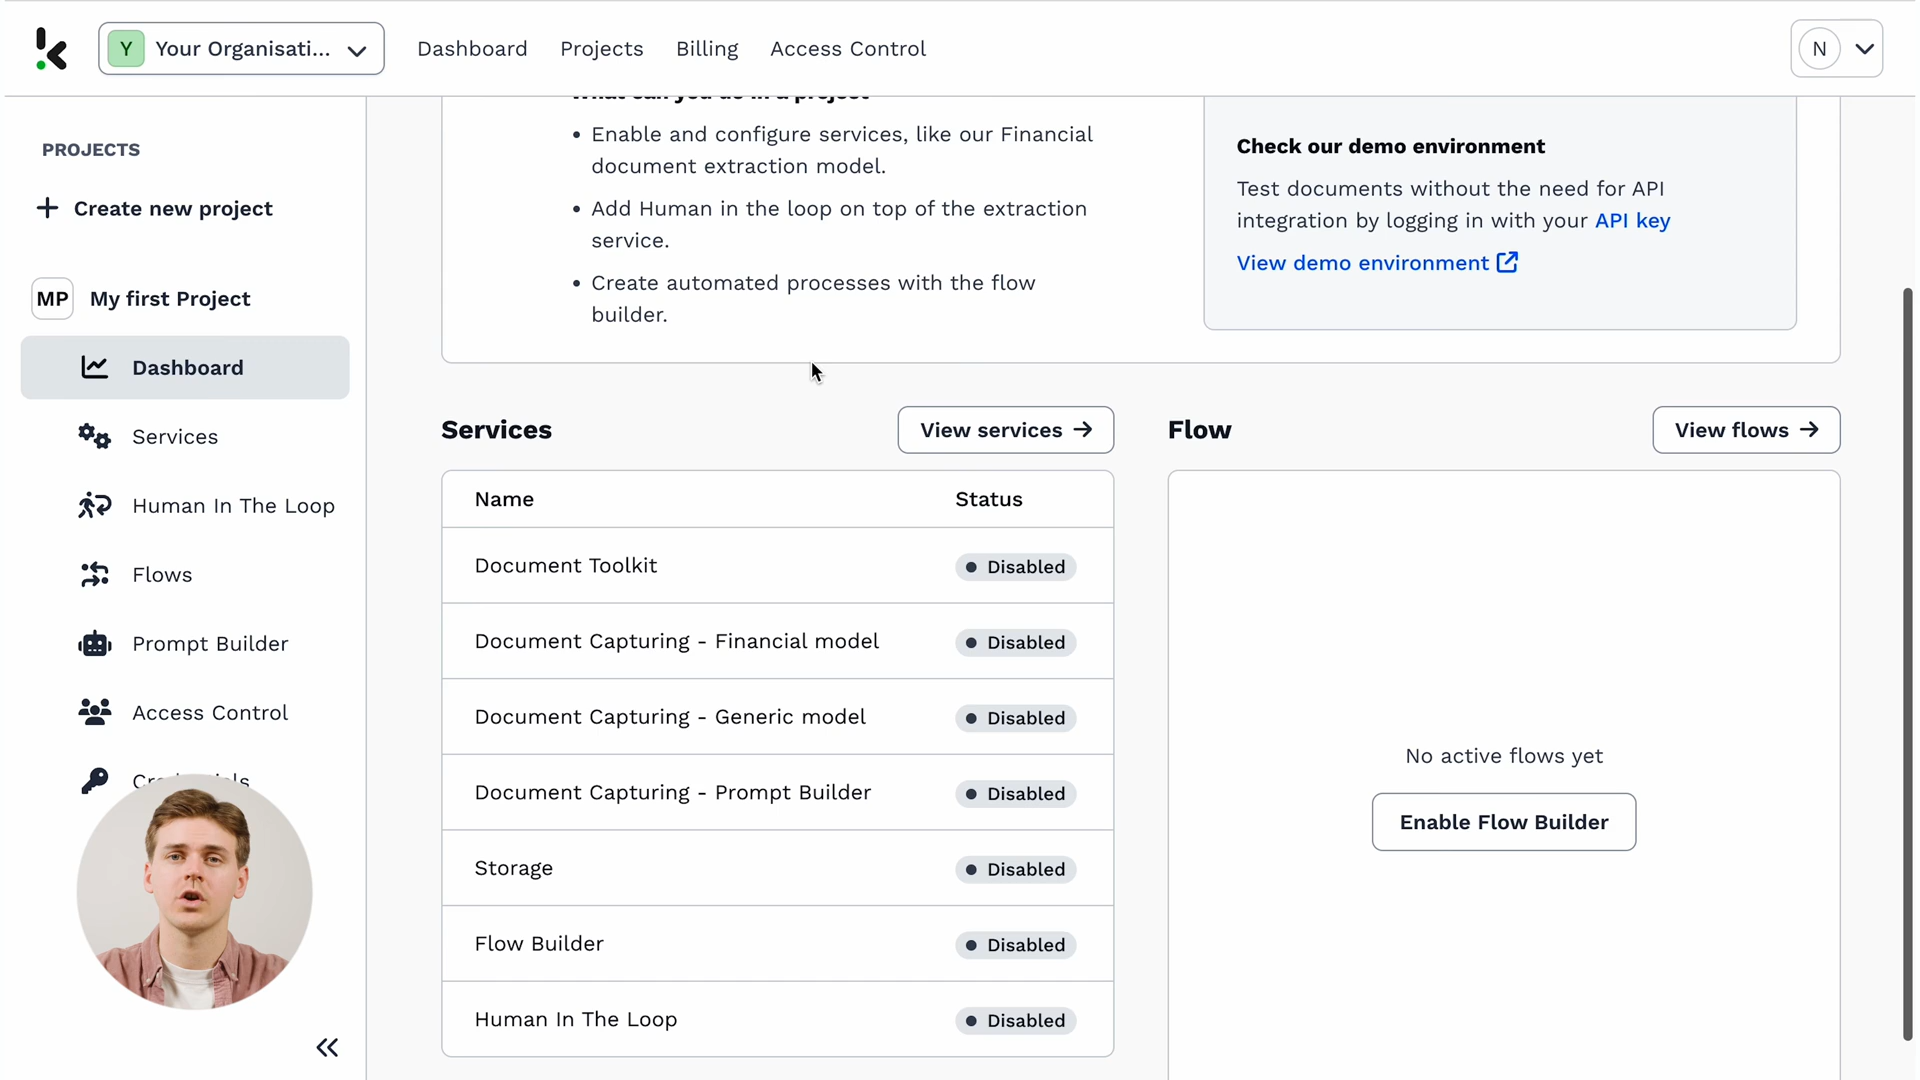 Y Your Organisati...
Dashboard
Projects
Billing
Access Control
N
PROJECTS
Create new project
MP My first Project
Dashboard
Services
Human In The Loop
Flows
Prompt Builder
Access Control
What can you do in a project
• Enable and configure services, like our Financial
document extraction model.
• Add Human in the loop on top of the extraction
service.
• Create automated processes with the flow
builder.
Check our demo environment
Test documents without the need for API
integration by logging in with your API key
View demo environment
Services
View services
Name Status
Document Toolkit Disabled
Document Capturing - Financial model Disabled
Document Capturing - Generic model Disabled
Document Capturing - Prompt Builder Disabled
Storage Disabled
Flow Builder Disabled
Human In The Loop Disabled
Flow
View flows
No active flows yet
Enable Flow Builder